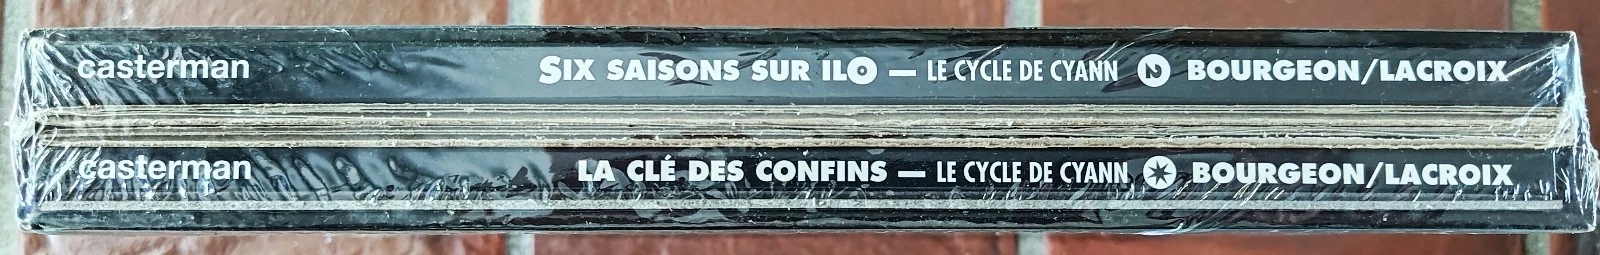 casterman SIX SAISONS SUR ILO — LE CYCLE DE CYANN 2 BOURGEON/LACROIX
casterman LA CLÉ DES CONFINS — LE CYCLE DE CYANN BOURGEON/LACROIX